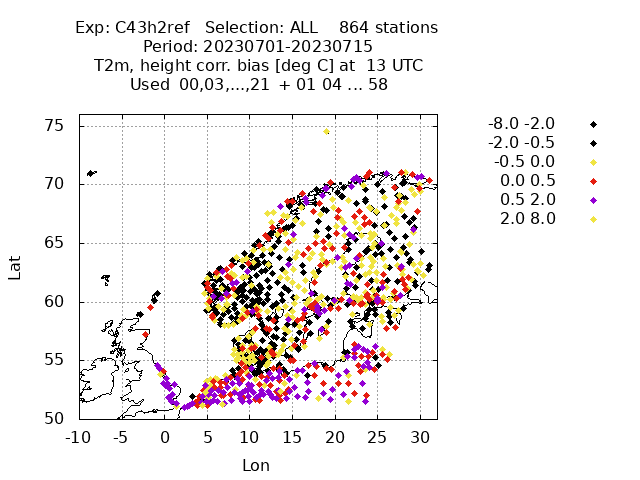 Exp: C43h2ref   Selection: ALL    864 stations
Period: 20230701-20230715
T2m, height corr. bias [deg C] at  13 UTC
Used  00,03,...,21  + 01 04 ... 58
-8.0 -2.0
-2.0 -0.5
-0.5 0.0
0.0 0.5
0.5 2.0
2.0 8.0
75
70
65
60
55
50
Lat
-10 -5 0 5 10 15 20 25 30
Lon